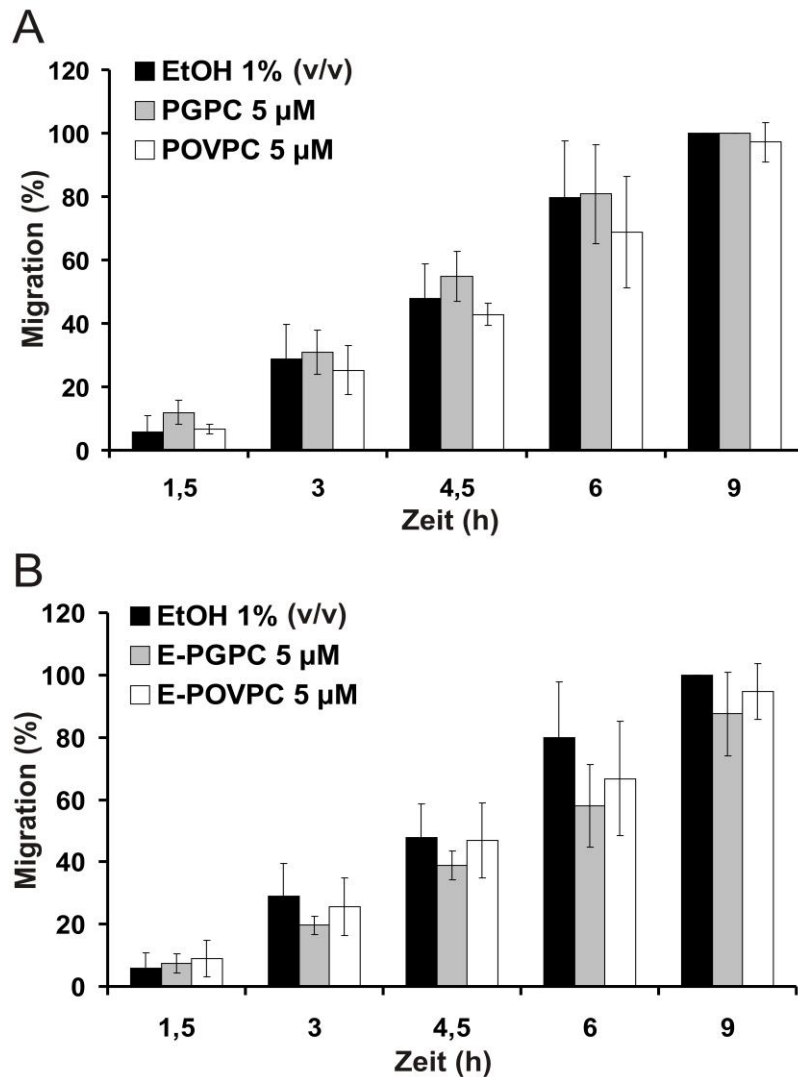 A
120
100
80
60
40
20
0
Migration (%)
EtOH 1% (v/v)
PGPC 5 µM
POVPC 5 µM
1,5 3 4,5 6 9
Zeit (h)
B
120
100
80
60
40
20
0
Migration (%)
EtOH 1% (v/v)
E-PGPC 5 µM
E-POVPC 5 µM
1,5 3 4,5 6 9
Zeit (h)